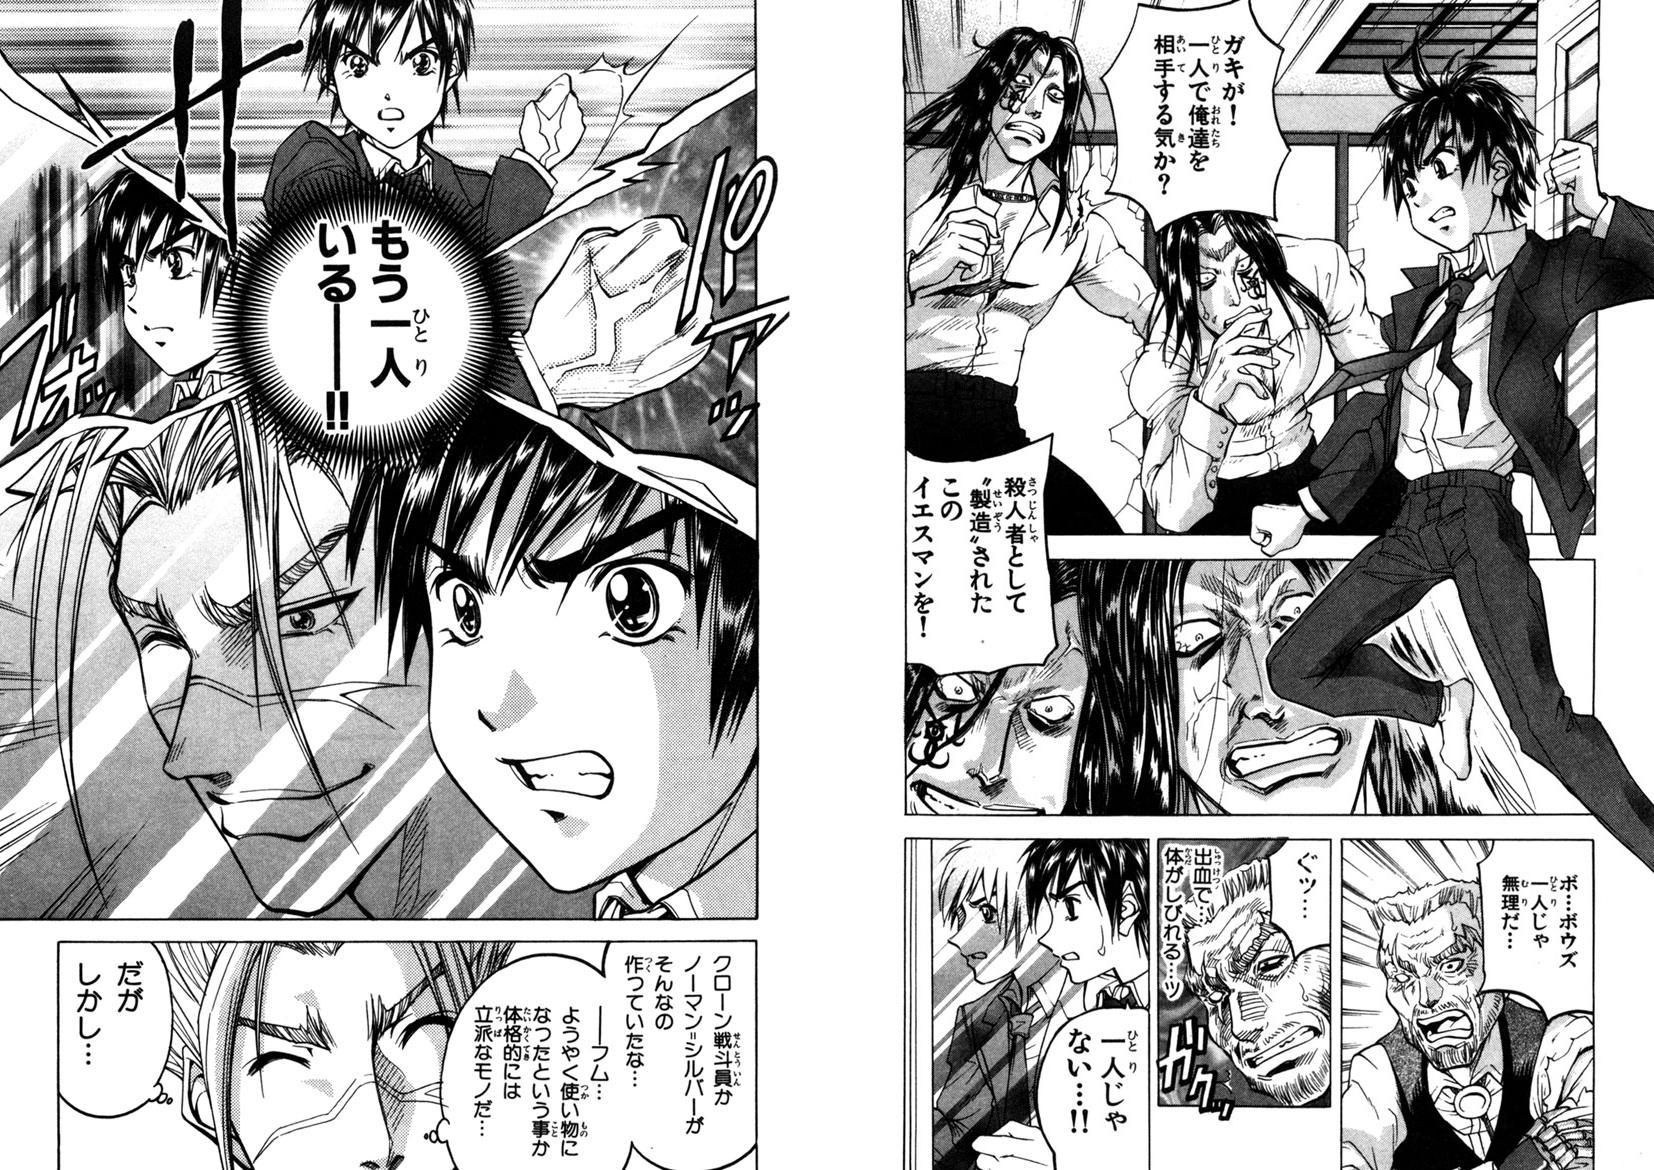 ガキが!
一人で俺達を
相手する気か?
殺人者として
〝製造〟された
この
イエスマンを!
ボ…ボウズ
一人じゃ
無理だ…
ぐッ…
出血で…
体がしびれる…ッ
ガクッ
一人じゃ
ない…!!
ザ
もう一人
いる——!!
ブォッ
パアッ
クローン戦斗員か
ノーマン=シルバーが
そんなの
作っていたな…
——フム…
ようやく使い物に
なったという事か
体格的には
立派なモノだ…
だが
しかし…